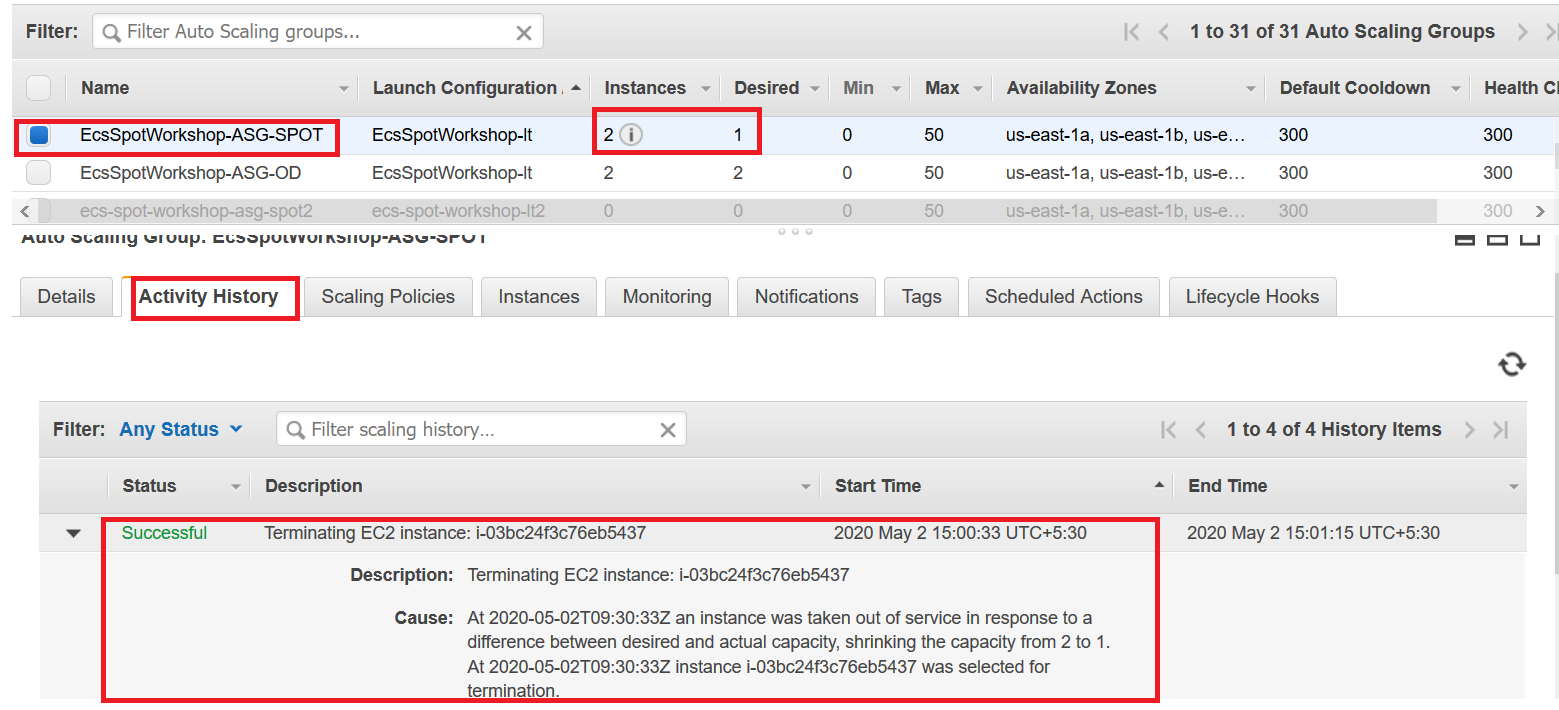 Filter: Filter Auto Scaling groups... 1 to 31 of 31 Auto Scaling Groups
Name Launch Configuration Instances Desired Min Max Availability Zones Default Cooldown Health
EcsSpotWorkshop-ASG-SPOT EcsSpotWorkshop-lt 2 1 0 50 us-east-1a, us-east-1b, us-e... 300 300
EcsSpotWorkshop-ASG-OD EcsSpotWorkshop-lt 2 2 0 50 us-east-1a, us-east-1b, us-e... 300 300
ecs-spot-workshop-asg-spot2 ecs-spot-workshop-lt2 0 0 0 50 us-east-1a, us-east-1b, us-e... 300 300
Auto Scaling Group: EcsSpotWorkshop-ASG-SPOT
Details Activity History Scaling Policies Instances Monitoring Notifications Tags Scheduled Actions Lifecycle Hooks
Filter: Any Status Filter scaling history... 1 to 4 of 4 History Items
Status Description Start Time End Time
Successful Terminating EC2 instance: i-03bc24f3c76eb5437 2020 May 2 15:00:33 UTC+5:30 2020 May 2 15:01:15 UTC+5:30
Description: Terminating EC2 instance: i-03bc24f3c76eb5437
Cause: At 2020-05-02T09:30:33Z an instance was taken out of service in response to a
difference between desired and actual capacity, shrinking the capacity from 2 to 1.
At 2020-05-02T09:30:33Z instance i-03bc24f3c76eb5437 was selected for
termination.